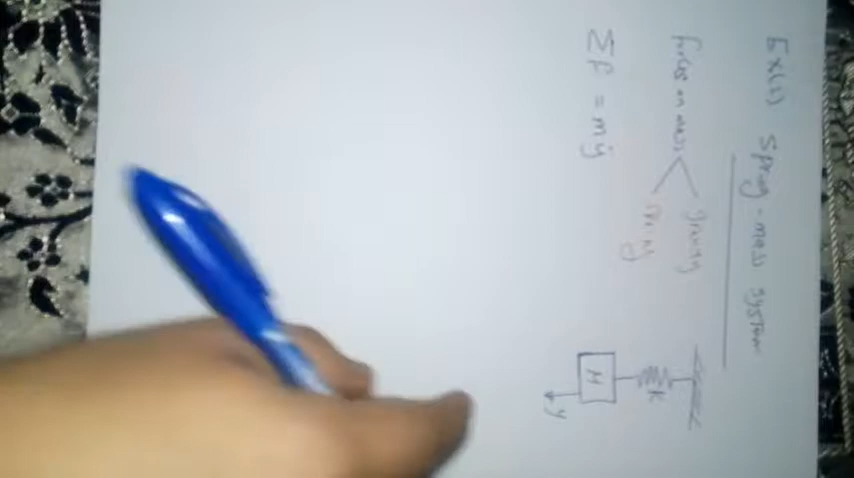 Ex(1) Spring-mass system
forces on mass < gravity
spring
ΣF = mÿ
K
M
y